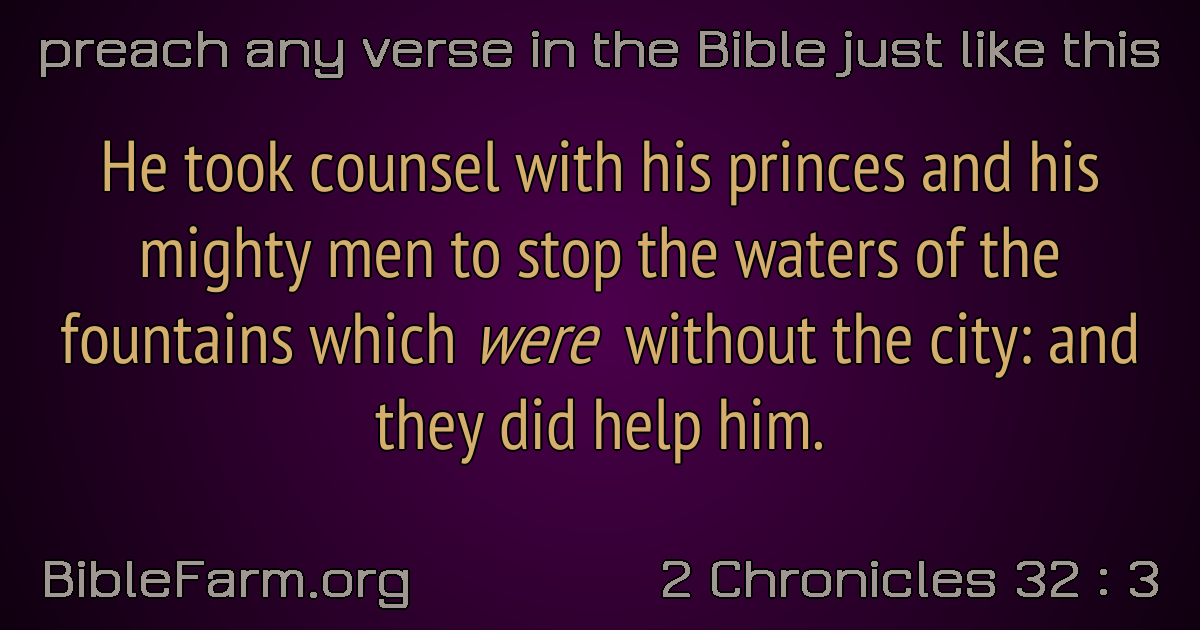 preach any verse in the Bible just like this
He took counsel with his princes and his
mighty men to stop the waters of the
fountains which were without the city: and
they did help him.
BibleFarm.org
2 Chronicles 32 : 3